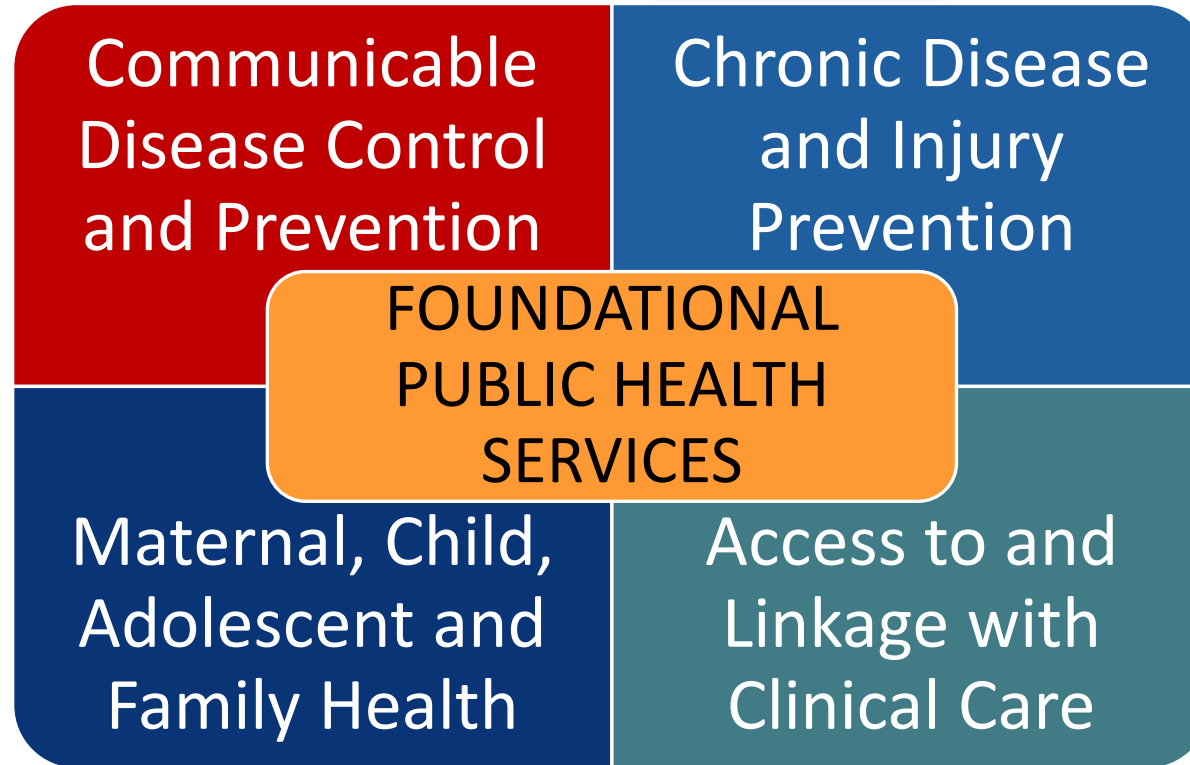 Communicable
Disease Control
and Prevention
Chronic Disease
and Injury
Prevention
FOUNDATIONAL
PUBLIC HEALTH
SERVICES
Maternal, Child,
Adolescent and
Family Health
Access to and
Linkage with
Clinical Care